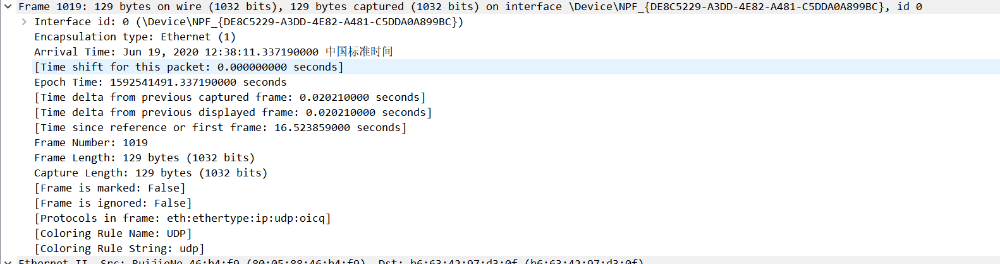 Frame 1019: 129 bytes on wire (1032 bits), 129 bytes captured (1032 bits) on interface \Device\NPF_{DE8C5229-A3DD-4E82-A481-C5DDA0A899BC}, id 0
Interface id: 0 (\Device\NPF_{DE8C5229-A3DD-4E82-A481-C5DDA0A899BC})
Encapsulation type: Ethernet (1)
Arrival Time: Jun 19, 2020 12:38:11.337190000 中国标准时间
[Time shift for this packet: 0.000000000 seconds]
Epoch Time: 1592541491.337190000 seconds
[Time delta from previous captured frame: 0.020210000 seconds]
[Time delta from previous displayed frame: 0.020210000 seconds]
[Time since reference or first frame: 16.523859000 seconds]
Frame Number: 1019
Frame Length: 129 bytes (1032 bits)
Capture Length: 129 bytes (1032 bits)
[Frame is marked: False]
[Frame is ignored: False]
[Protocols in frame: eth:ethertype:ip:udp:oicq]
[Coloring Rule Name: UDP]
[Coloring Rule String: udp]
Ethernet II, Src: RuijieNe_46:b4:f9 (80:05:88:46:b4:f9), Dst: b6:63:42:97:d3:0f (b6:63:42:97:d3:0f)